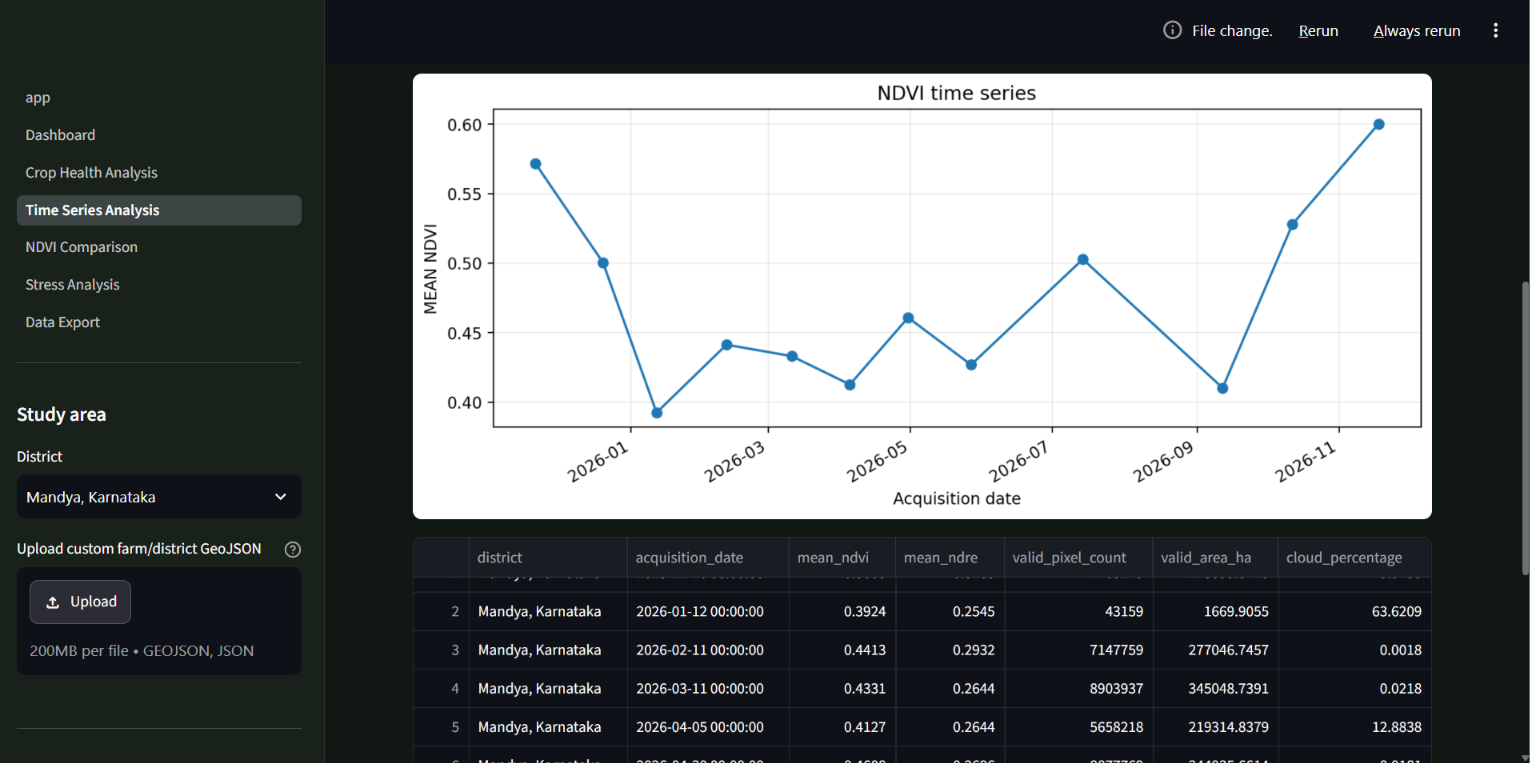 File change. Rerun Always rerun
app
Dashboard
Crop Health Analysis
Time Series Analysis
NDVI Comparison
Stress Analysis
Data Export
Study area
District
Mandya, Karnataka
Upload custom farm/district GeoJSON
Upload
200MB per file • GEOJSON, JSON
NDVI time series
MEAN NDVI
0.60
0.55
0.50
0.45
0.40
2026-01 2026-03 2026-05 2026-07 2026-09 2026-11
Acquisition date
district acquisition_date mean_ndvi mean_ndre valid_pixel_count valid_area_ha cloud_percentage
2 Mandya, Karnataka 2026-01-12 00:00:00 0.3924 0.2545 43159 1669.9055 63.6209
3 Mandya, Karnataka 2026-02-11 00:00:00 0.4413 0.2932 7147759 277046.7457 0.0018
4 Mandya, Karnataka 2026-03-11 00:00:00 0.4331 0.2644 8903937 345048.7391 0.0218
5 Mandya, Karnataka 2026-04-05 00:00:00 0.4127 0.2644 5658218 219314.8379 12.8838